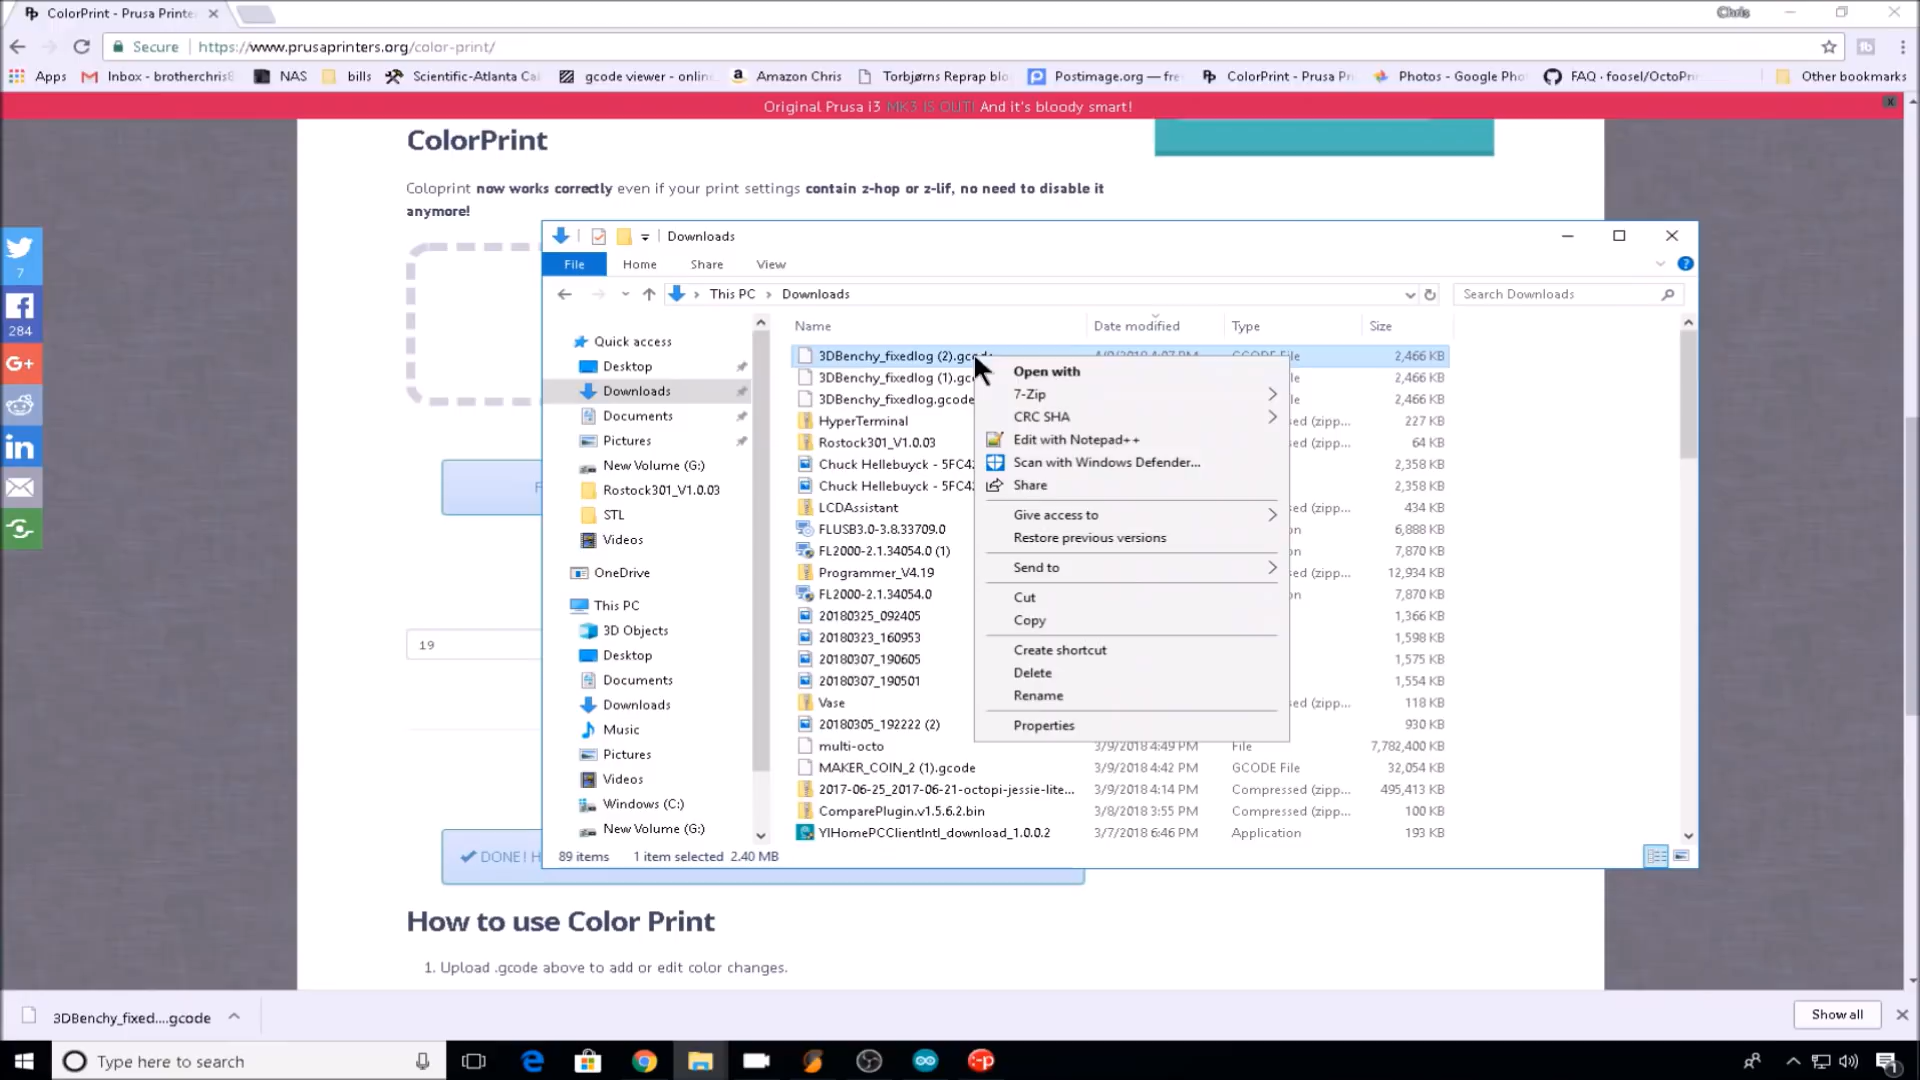 ColorPrint - Prusa Printe
Chris
Secure https://www.prusaprinters.org/color-print/
Apps
Inbox - brotherchris
NAS
bills
Scientific-Atlanta Ca
gcode viewer - onlin
Amazon Chris
Torbjørns Reprap blo
Postimage.org — fre
ColorPrint - Prusa Pr
Photos - Google Pho
FAQ · foosel/OctoPri
Other bookmarks
Original Prusa i3 MK3 IS OUT! And it's bloody smart!
ColorPrint
Coloprint now works correctly even if your print settings contain z-hop or z-lif, no need to disable it
anymore!
7
284
19
DONE! H
How to use Color Print
1. Upload .gcode above to add or edit color changes.
Downloads
File Home Share View
This PC Downloads
Search Downloads
Quick access
Desktop
Downloads
Documents
Pictures
New Volume (G:)
Rostock301_V1.0.03
STL
Videos
OneDrive
This PC
3D Objects
Desktop
Documents
Downloads
Music
Pictures
Videos
Windows (C:)
New Volume (G:)
Name Date modified Type Size
3DBenchy_fixedlog (2).gcode 2,466 KB
3DBenchy_fixedlog (1).gc 2,466 KB
3DBenchy_fixedlog.gcode 2,466 KB
HyperTerminal sed (zipp... 227 KB
Rostock301_V1.0.03 sed (zipp... 64 KB
Chuck Hellebuyck - 5FC4 2,358 KB
Chuck Hellebuyck - 5FC4 2,358 KB
LCDAssistant sed (zipp... 434 KB
FLUSB3.0-3.8.33709.0 on 6,888 KB
FL2000-2.1.34054.0 (1) on 7,870 KB
Programmer_V4.19 sed (zipp... 12,934 KB
FL2000-2.1.34054.0 on 7,870 KB
20180325_092405 1,366 KB
20180323_160953 1,598 KB
20180307_190605 1,575 KB
20180307_190501 1,554 KB
Vase sed (zipp... 118 KB
20180305_192222 (2) 930 KB
multi-octo 3/9/2018 4:49 PM File 7,782,400 KB
MAKER_COIN_2 (1).gcode 3/9/2018 4:42 PM GCODE File 32,054 KB
2017-06-25_2017-06-21-octopi-jessie-lite... 3/9/2018 4:14 PM Compressed (zipp... 495,413 KB
ComparePlugin.v1.5.6.2.bin 3/8/2018 3:55 PM Compressed (zipp... 100 KB
YIHomePCClientIntl_download_1.0.0.2 3/7/2018 6:46 PM Application 193 KB
Open with
7-Zip
CRC SHA
Edit with Notepad++
Scan with Windows Defender...
Share
Give access to
Restore previous versions
Send to
Cut
Copy
Create shortcut
Delete
Rename
Properties
89 items 1 item selected 2.40 MB
3DBenchy_fixed....gcode
Show all
Type here to search
1